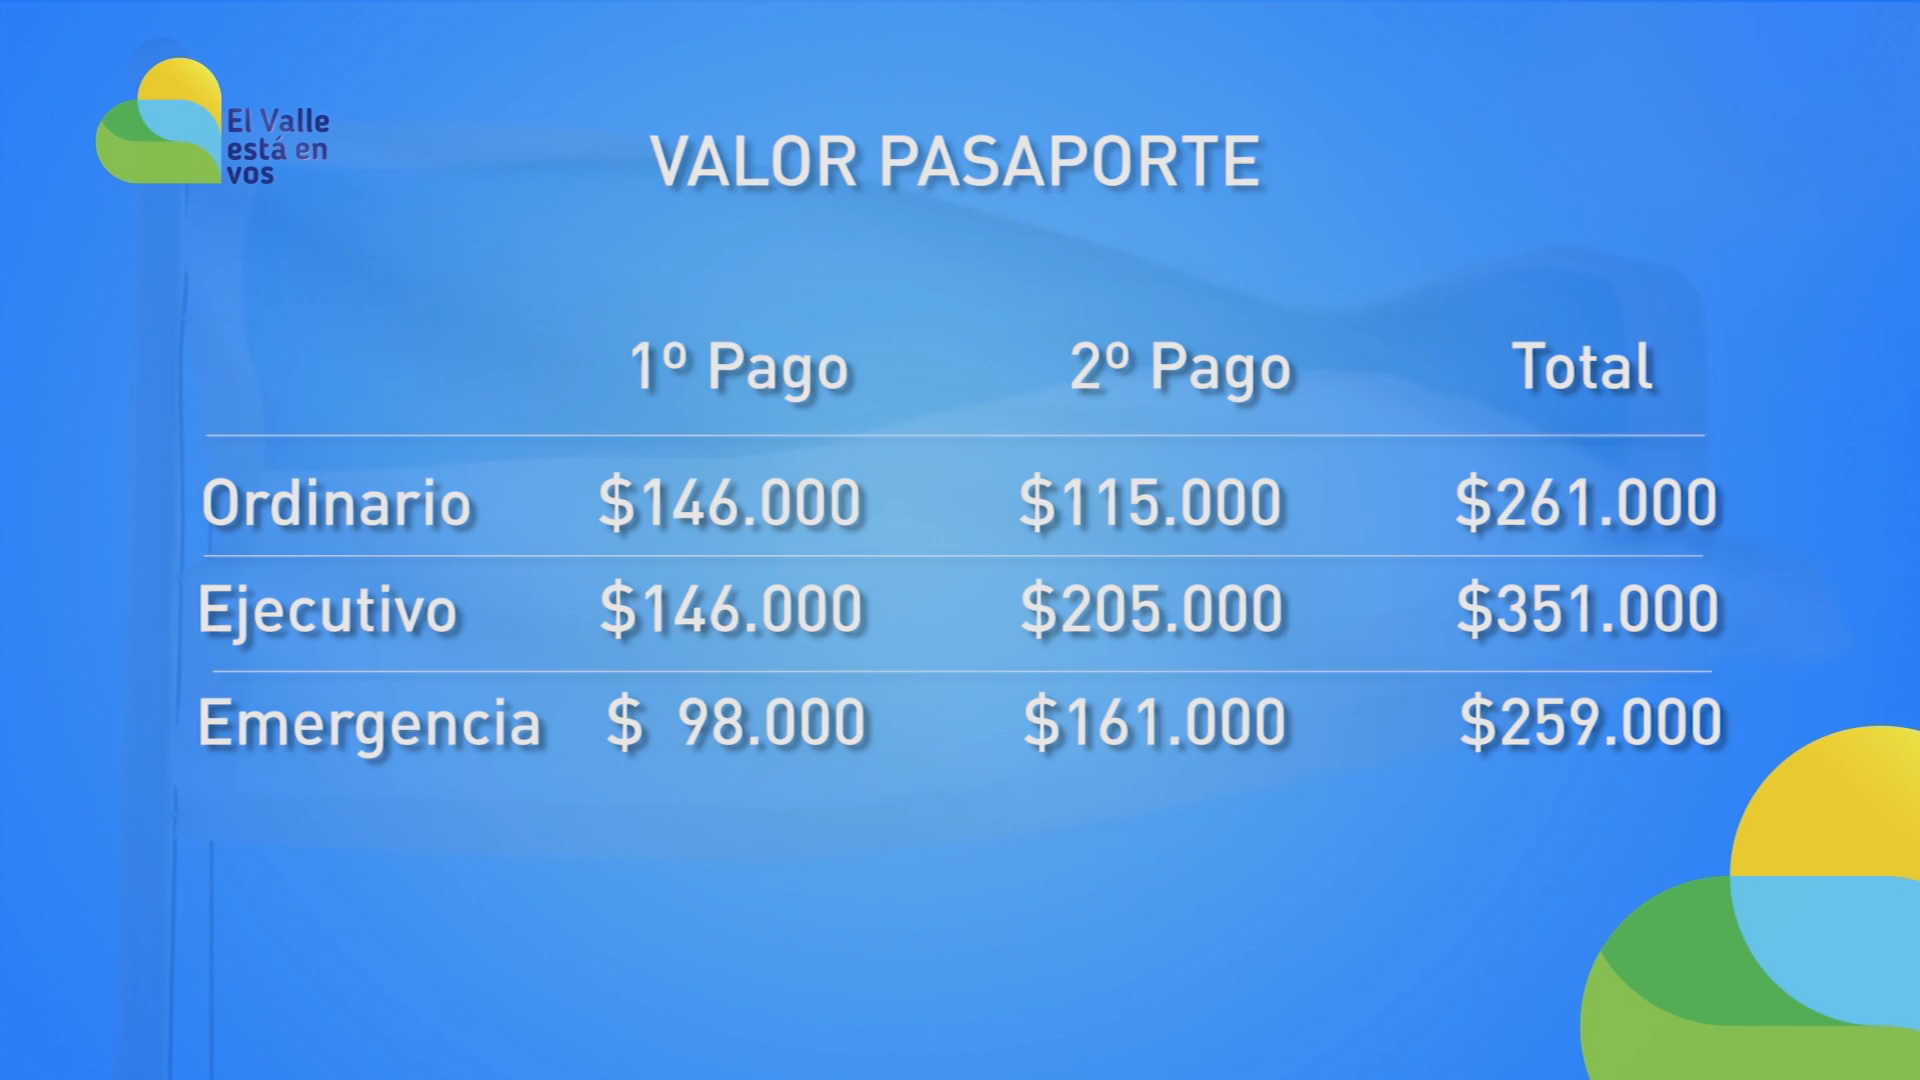 El Valle
está en
vos
VALOR PASAPORTE
1º Pago 2º Pago Total
Ordinario $146.000 $115.000 $261.000
Ejecutivo $146.000 $205.000 $351.000
Emergencia $ 98.000 $161.000 $259.000